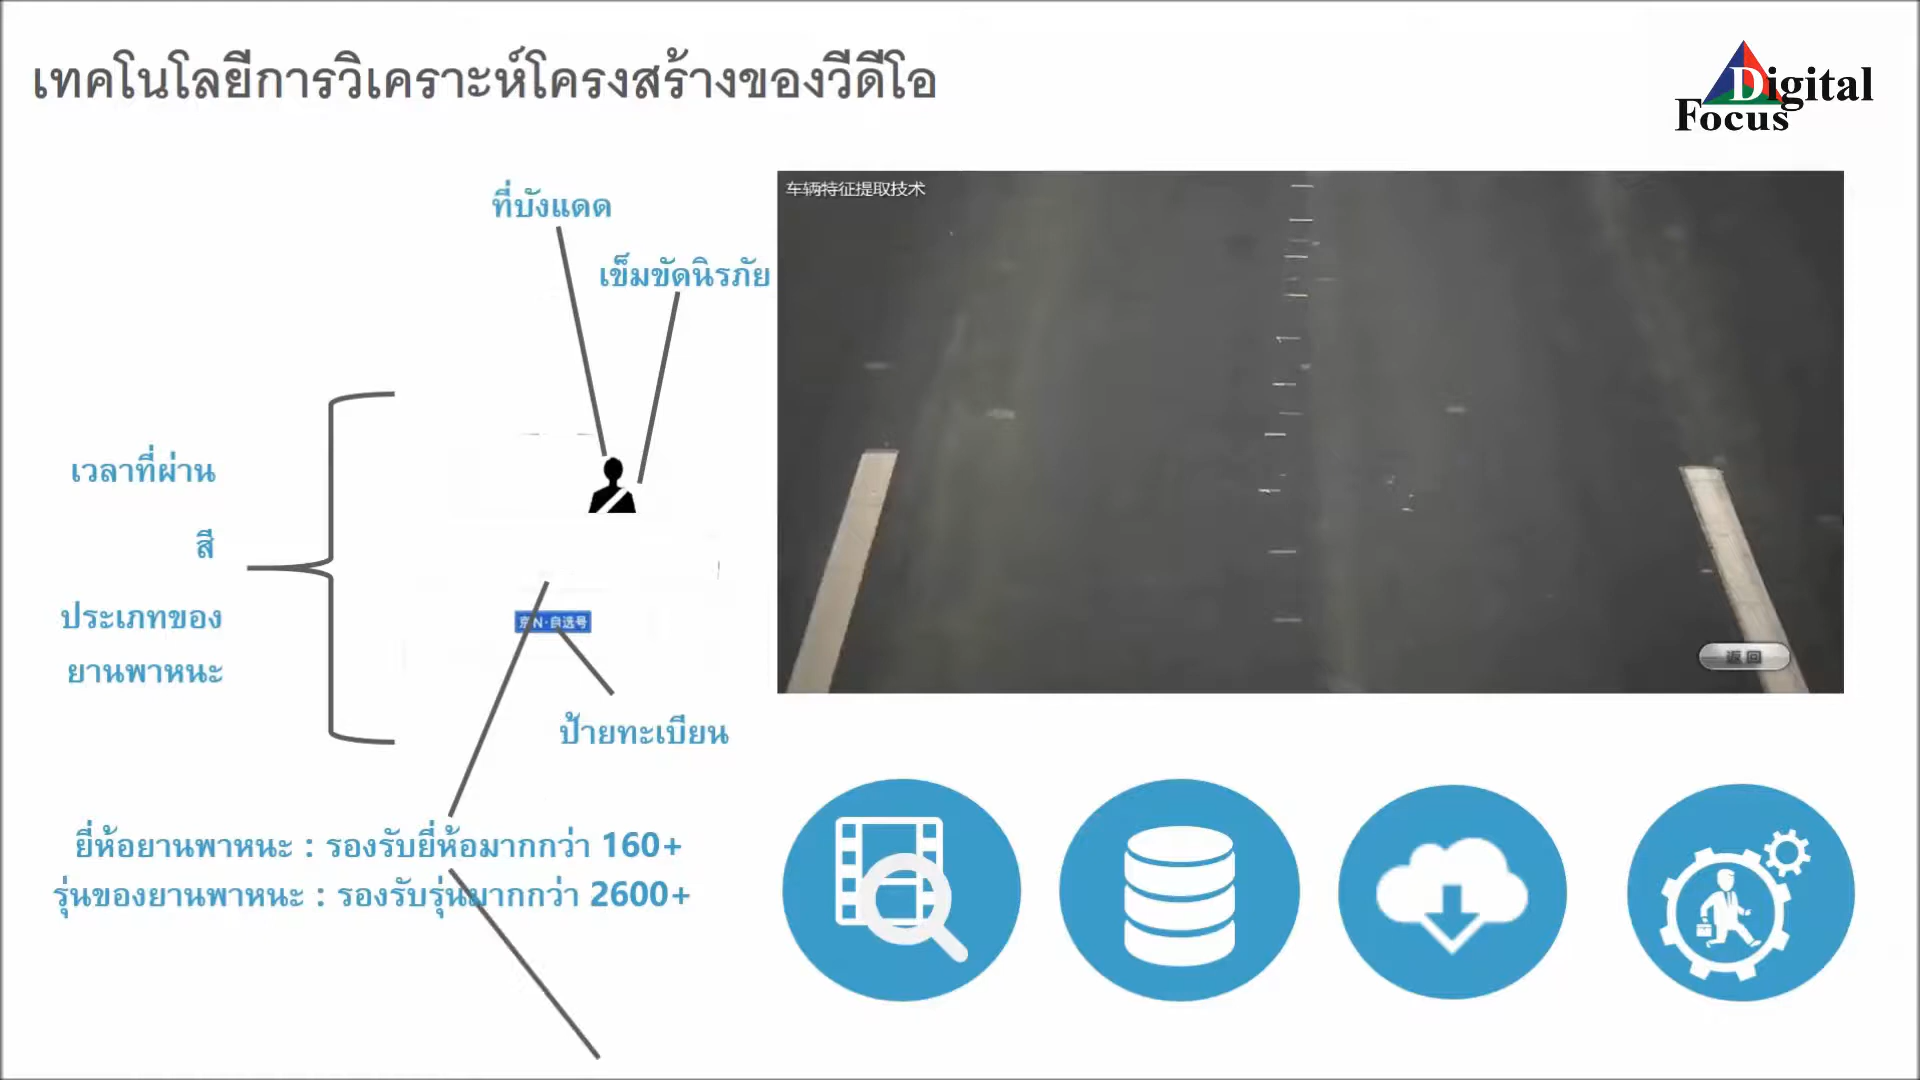 เทคโนโลยีการวิเคราะห์โครงสร้างของวีดีโอ
Digital
Focus
ที่บังแดด
เข็มขัดนิรภัย
车辆特征提取技术
เวลาที่ผ่าน
สี
ประเภทของ
ยานพาหนะ
京N·自选号
返回
ป้ายทะเบียน
ยี่ห้อยานพาหนะ : รองรับยี่ห้อมากกว่า 160+
รุ่นของยานพาหนะ : รองรับรุ่นมากกว่า 2600+